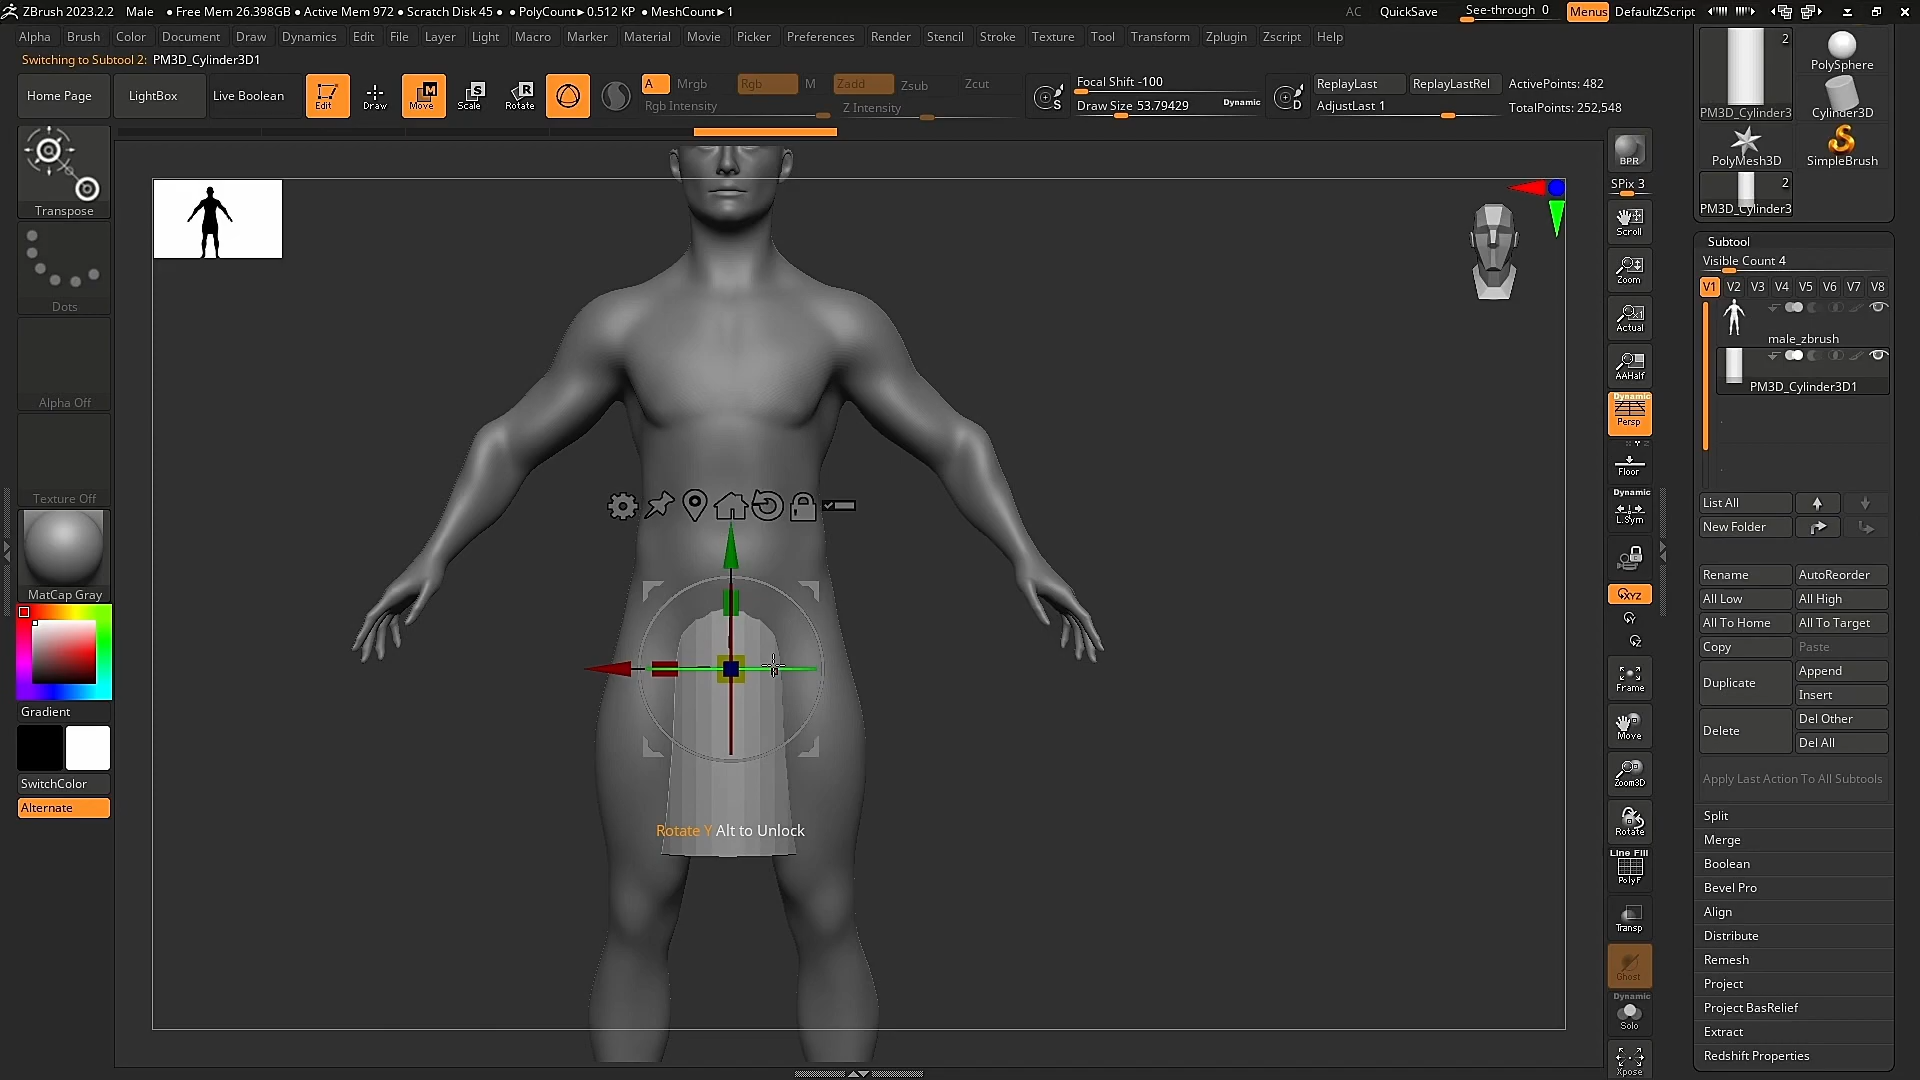 ZBrush 2023.2.2 Male • Free Mem 26.398GB • Active Mem 972 • Scratch Disk 45 • • PolyCount► 0.512 KP • MeshCount► 1 AC QuickSave See-through 0 Menus DefaultZScript
Alpha Brush Color Document Draw Dynamics Edit File Layer Light Macro Marker Material Movie Picker Preferences Render Stencil Stroke Texture Tool Transform Zplugin Zscript Help
Switching to Subtool 2: PM3D_Cylinder3D1
Home Page LightBox Live Boolean Edit Draw Move Scale Rotate
A Mrgb Rgb M Zadd Zsub Zcut
Rgb Intensity Z Intensity
Focal Shift -100
Draw Size 53.79429 Dynamic
ReplayLast ReplayLastRel ActivePoints: 482
AdjustLast 1 TotalPoints: 252,548
Transpose
Dots
Alpha Off
Texture Off
MatCap Gray
Gradient
SwitchColor
Alternate
Rotate Y Alt to Unlock
BPR
SPix 3
Scroll
Zoom
Actual
AAHalf
Dynamic
Persp
Floor
Dynamic
L.Sym
XYZ
Y
Z
Frame
Move
Zoom3D
Rotate
Line Fill
PolyF
Transp
Ghost
Dynamic
Solo
Xpose
2
PM3D_Cylinder3
PolySphere
Cylinder3D
PolyMesh3D
SimpleBrush
2
PM3D_Cylinder3
Subtool
Visible Count 4
V1 V2 V3 V4 V5 V6 V7 V8
male_zbrush
PM3D_Cylinder3D1
List All
New Folder
Rename AutoReorder
All Low All High
All To Home All To Target
Copy Paste
Duplicate Append
Insert
Delete Del Other
Del All
Apply Last Action To All Subtools
Split
Merge
Boolean
Bevel Pro
Align
Distribute
Remesh
Project
Project BasRelief
Extract
Redshift Properties